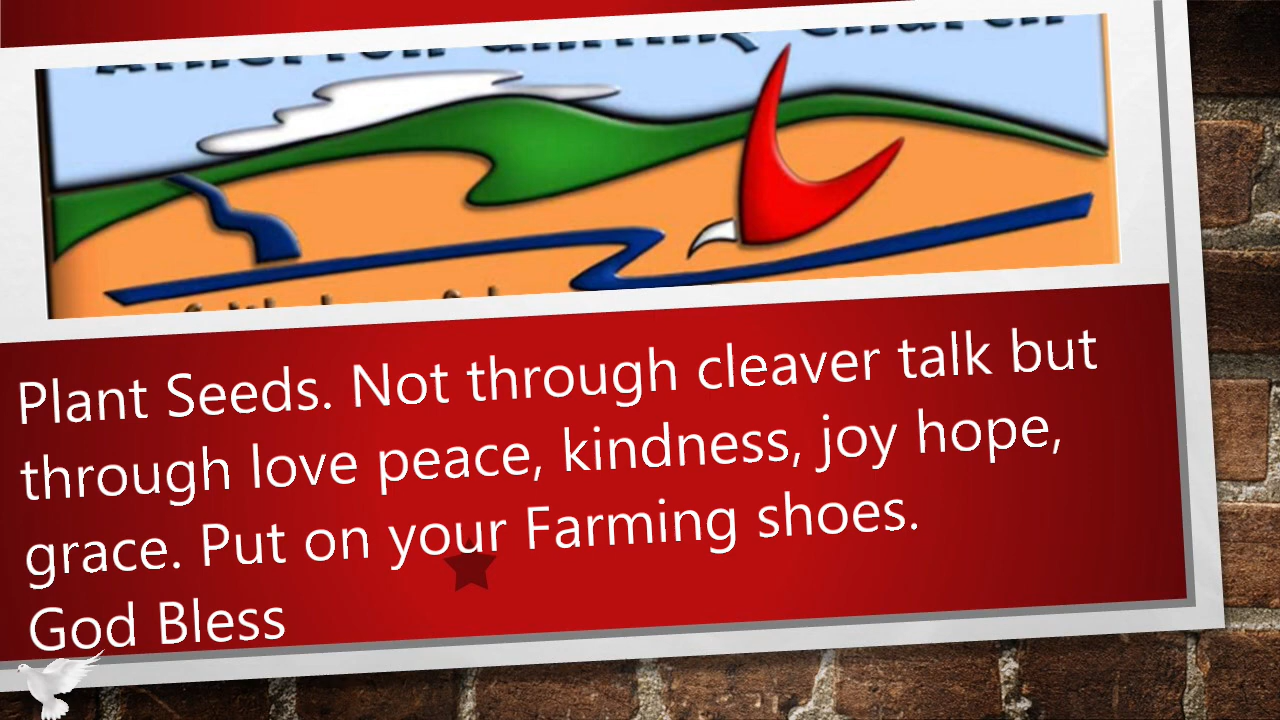 Church
Plant Seeds. Not through cleaver talk but
through love peace, kindness, joy hope,
grace. Put on your Farming shoes.
God Bless